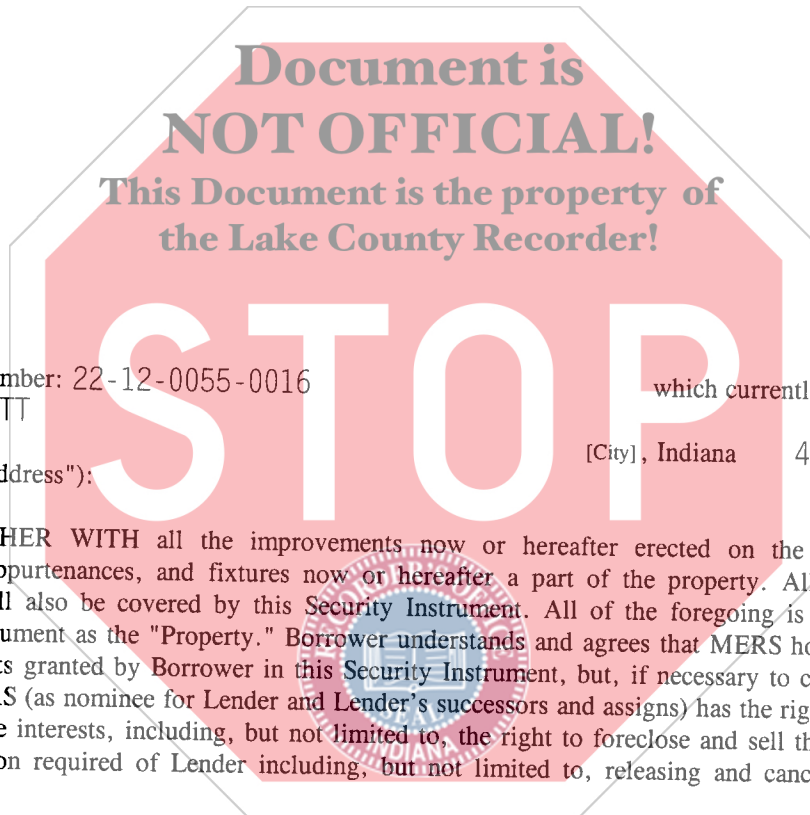 Document is
NOT OFFICIAL!
This Document is the property of
the Lake County Recorder!
STOP
mber: 22-12-0055-0016 which currentl
TT
[City], Indiana 4
ddress"):
HER WITH all the improvements now or hereafter erected on the
ppurtenances, and fixtures now or hereafter a part of the property. Al
ll also be covered by this Security Instrument. All of the foregoing is
ument as the "Property." Borrower understands and agrees that MERS ho
ts granted by Borrower in this Security Instrument, but, if necessary to c
RS (as nominee for Lender and Lender's successors and assigns) has the rig
e interests, including, but not limited to, the right to foreclose and sell th
on required of Lender including, but not limited to, releasing and canc
SEAL
INDIANA